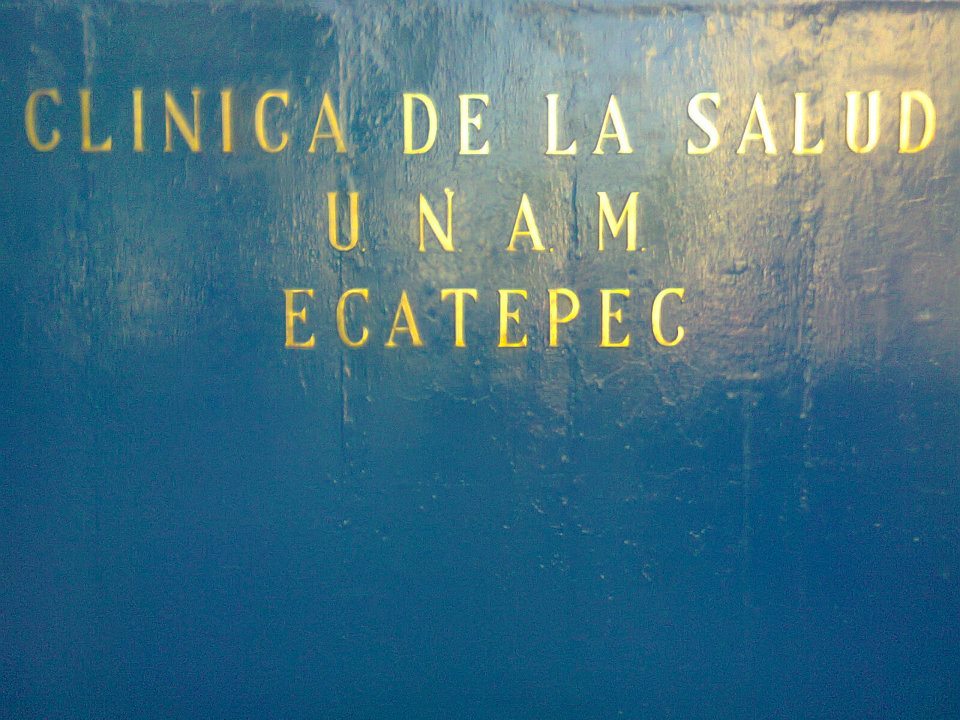 CLINICA DE LA SALUD
U. N A. M.
ECATEPEC